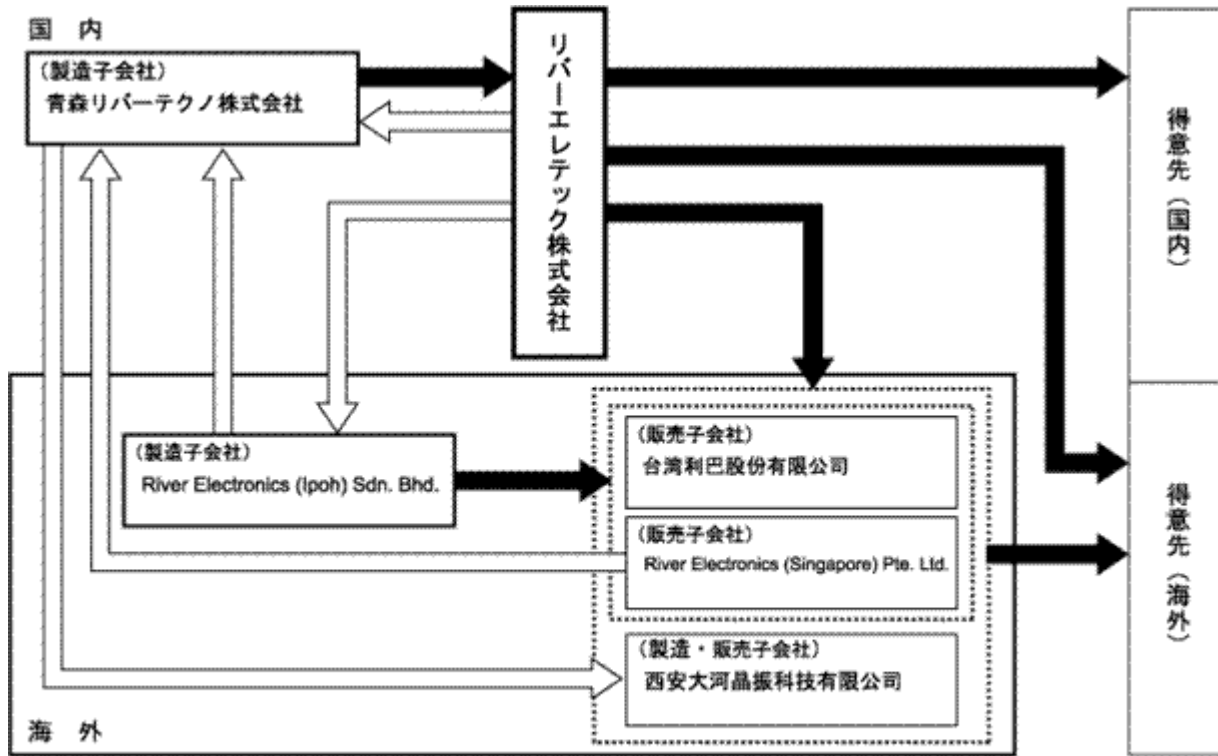 国 内
(製造子会社)
青森リバーテクノ株式会社
リバーエレテック株式会社
得意先(国内)
(製造子会社)
River Electronics (Ipoh) Sdn. Bhd.
(販売子会社)
台湾利巴股份有限公司
(販売子会社)
River Electronics (Singapore) Pte. Ltd.
(製造・販売子会社)
西安大河晶振科技有限公司
得意先(海外)
海 外